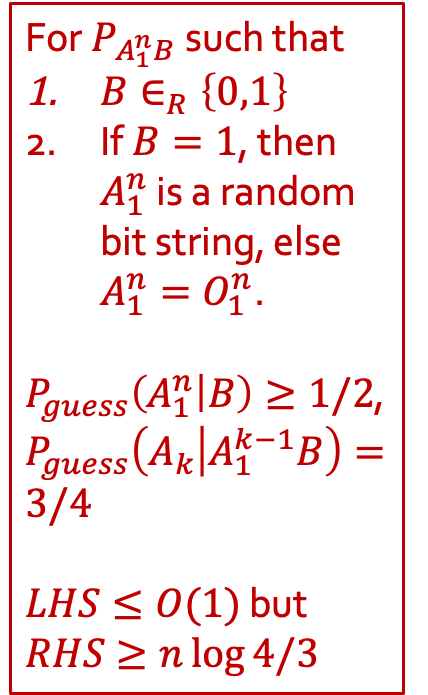 For $P_{A_1^n B}$ such that
1. $B \in_R \{0,1\}$
2. If $B = 1$, then
$A_1^n$ is a random
bit string, else
$A_1^n = 0_1^n$.
$P_{guess}(A_1^n|B) \geq 1/2,$
$P_{guess}(A_k|A_1^{k-1}B) =$
$3/4$
$LHS \leq O(1)$ but
$RHS \geq n \log 4/3$